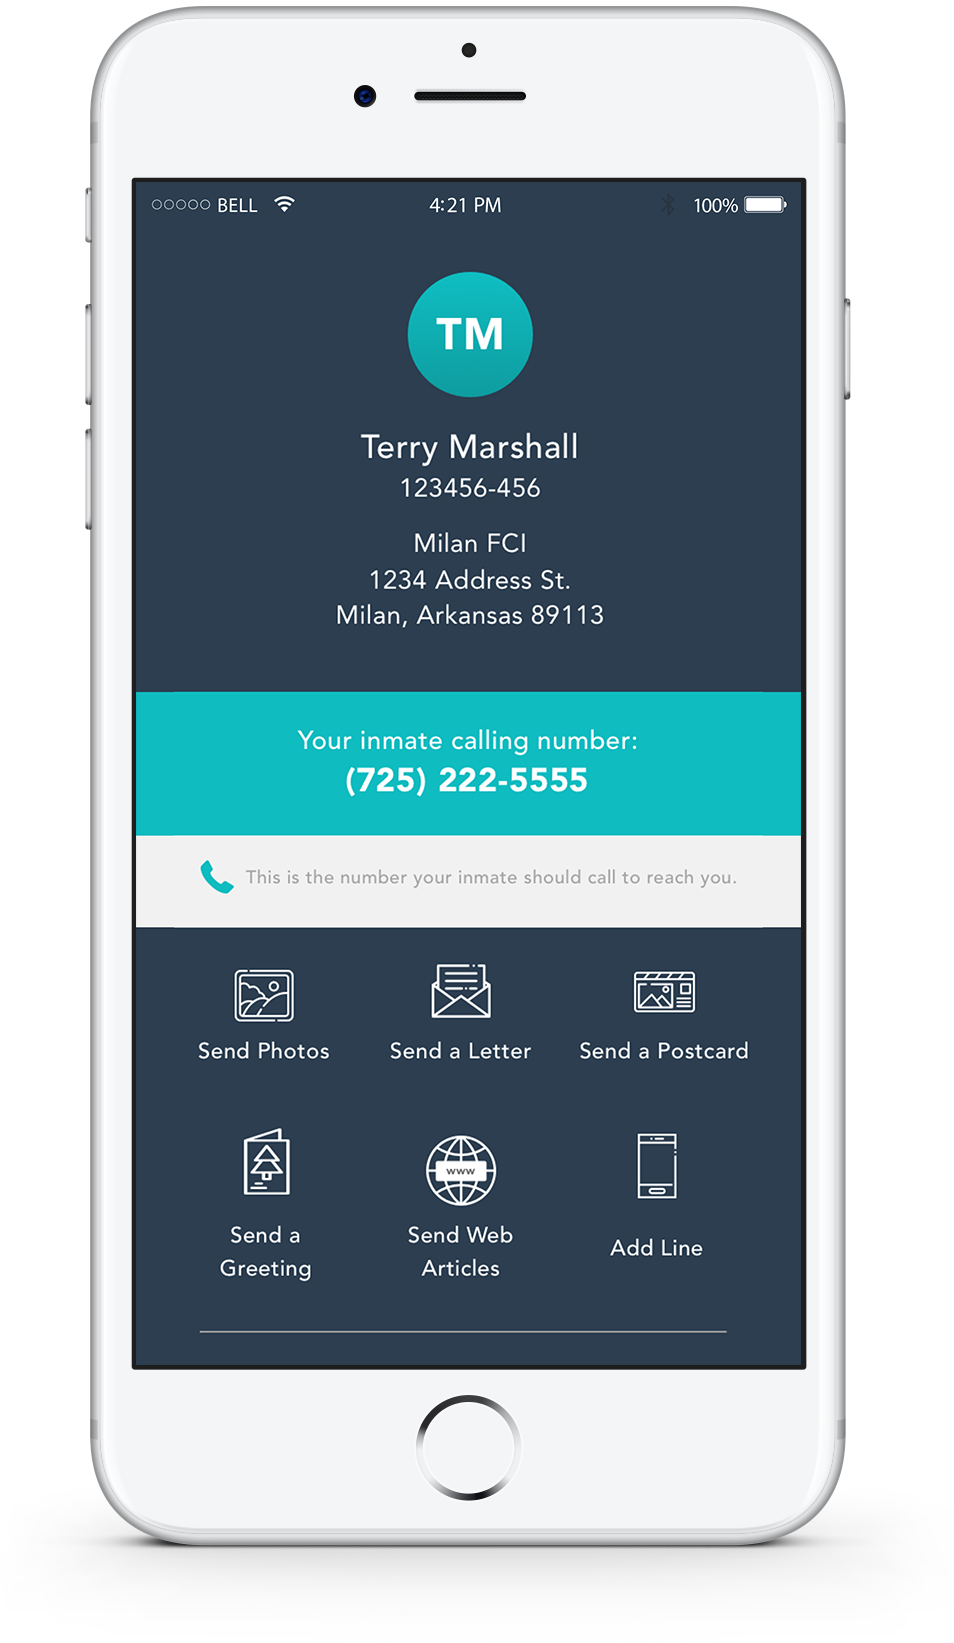 BELL 4:21 PM 100%
TM
Terry Marshall
123456-456
Milan FCI
1234 Address St.
Milan, Arkansas 89113
Your inmate calling number:
(725) 222-5555
This is the number your inmate should call to reach you.
Send Photos Send a Letter Send a Postcard
www
Send a Send Web Add Line
Greeting Articles